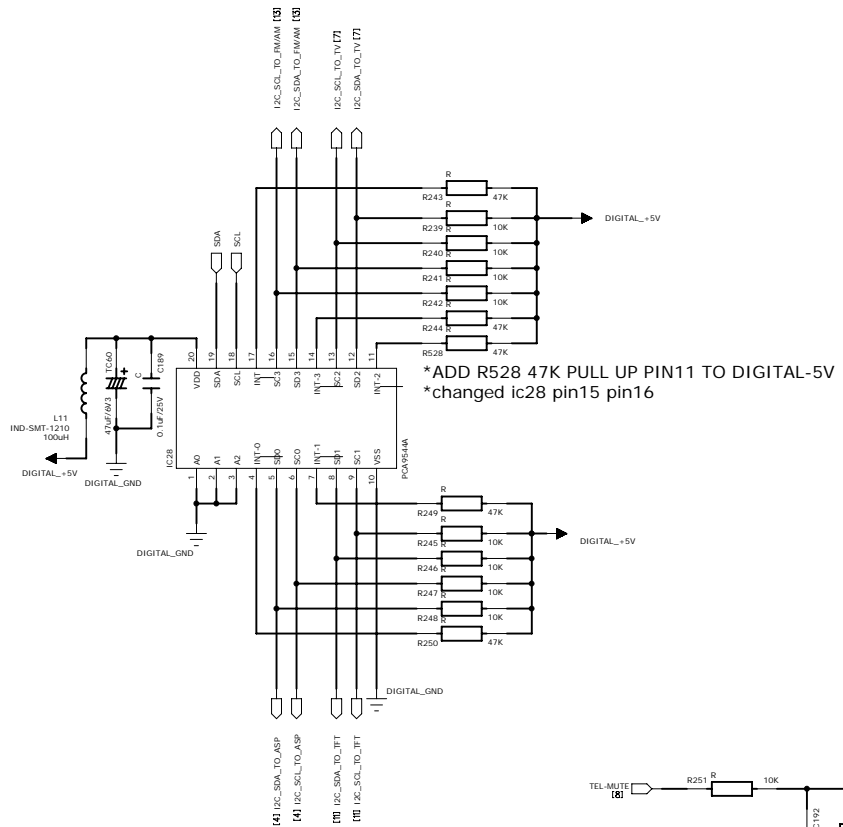 I2C_SCL_TO_FM/AM [13]
I2C_SDA_TO_FM/AM [13]
I2C_SCL_TO_TV [7]
I2C_SDA_TO_TV [7]
SDA
SCL
R
R243
47K
R
R239
10K
R
R240
10K
R
R241
10K
R
R242
10K
R
R244
47K
R
R528
47K
DIGITAL_+5V
*ADD R528 47K PULL UP PIN11 TO DIGITAL-5V
*changed ic28 pin15 pin16
L11
IND-SMT-1210
100uH
DIGITAL_+5V
TC60
+
47uF/6V3
C
C189
0.1uF/25V
DIGITAL_GND
20
19
18
17
16
15
14
13
12
11
VDD
SDA
SCL
INT
SC3
SD3
INT-3
SC2
SD2
INT-2
IC28
PCA9544A
A0
A1
A2
INT-0
SD0
SC0
INT-1
SD1
SC1
VSS
1
2
3
4
5
6
7
8
9
10
DIGITAL_GND
R
R249
47K
R
R245
10K
R
R246
10K
R
R247
10K
R
R248
10K
R
R250
47K
DIGITAL_+5V
DIGITAL_GND
[4] I2C_SDA_TO_ASP
[4] I2C_SCL_TO_ASP
[11] I2C_SDA_TO_TFT
[11] I2C_SCL_TO_TFT
TEL-MUTE
[8]
R251
R
10K
C192